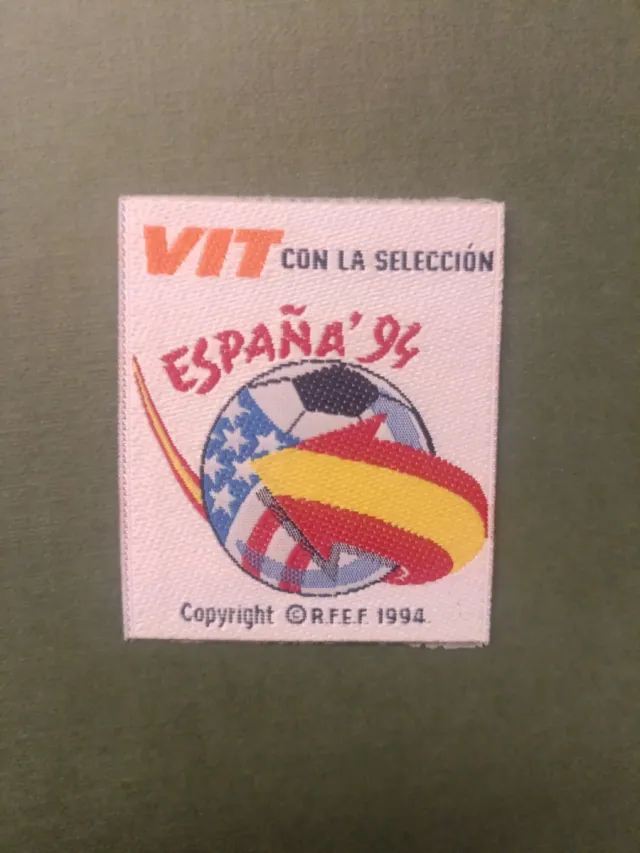 VIT CON LA SELECCIÓN
ESPAÑA'94
Copyright © R.F.E.F. 1994.